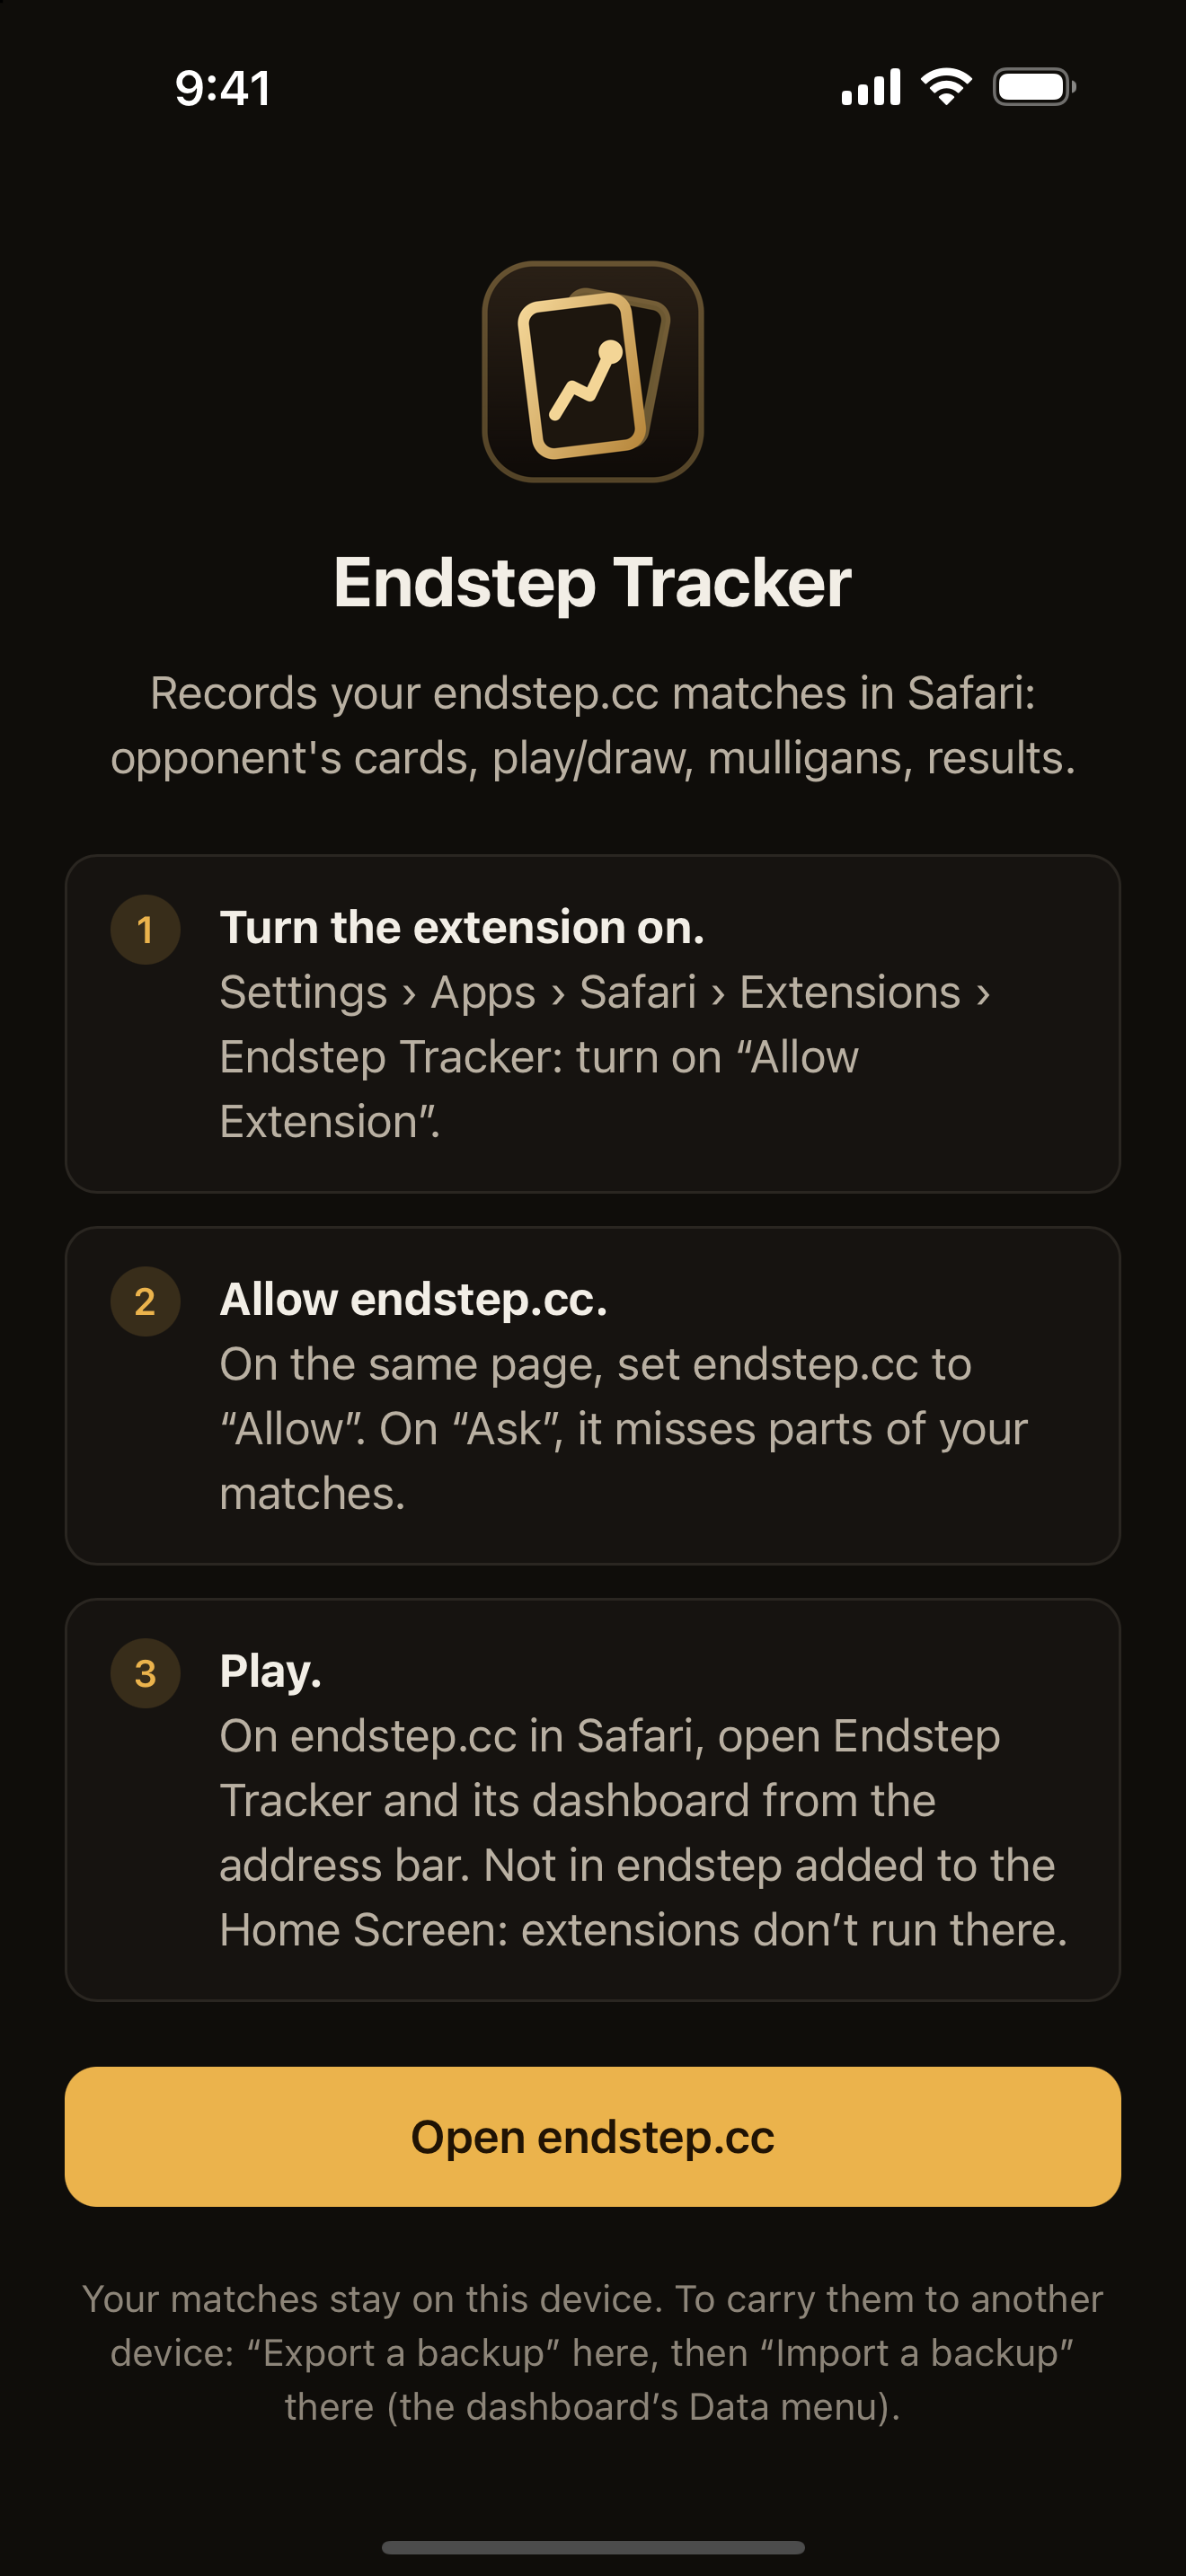 9:41
Endstep Tracker
Records your endstep.cc matches in Safari:
opponent's cards, play/draw, mulligans, results.
1
Turn the extension on.
Settings › Apps › Safari › Extensions ›
Endstep Tracker: turn on “Allow
Extension”.
2
Allow endstep.cc.
On the same page, set endstep.cc to
“Allow”. On “Ask”, it misses parts of your
matches.
3
Play.
On endstep.cc in Safari, open Endstep
Tracker and its dashboard from the
address bar. Not in endstep added to the
Home Screen: extensions don’t run there.
Open endstep.cc
Your matches stay on this device. To carry them to another
device: “Export a backup” here, then “Import a backup”
there (the dashboard’s Data menu).